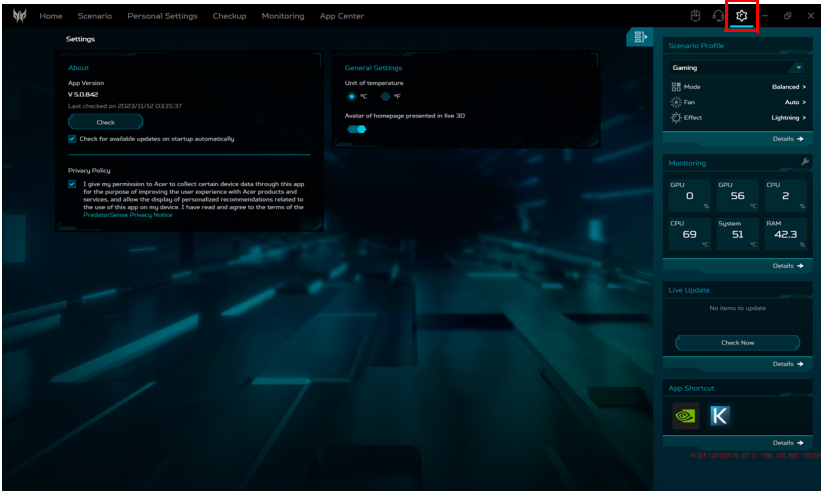 Home Scenario Personal Settings Checkup Monitoring App Center
Settings
About
App Version
V 5.0.842
Last checked on 2023/11/12 03:15:37
Check
Check for available updates on startup automatically
Privacy Policy
I give my permission to Acer to collect certain device data through this app
for the purpose of improving the user experience with Acer products and
services, and allow the display of personalized recommendations related to
the use of this app on my device. I have read and agree to the terms of the
PredatorSense Privacy Notice
General Settings
Unit of temperature
°C °F
Avatar of homepage presented in live 3D
Scenario Profile
Gaming
Mode Balanced >
Fan Auto >
Effect Lightning >
Details →
Monitoring
GPU GPU CPU
0 56 2
% °C %
CPU System RAM
69 51 42.3
°C °C %
Details →
Live Update
No items to update
Check Now
Details →
App Shortcut
K
Details →